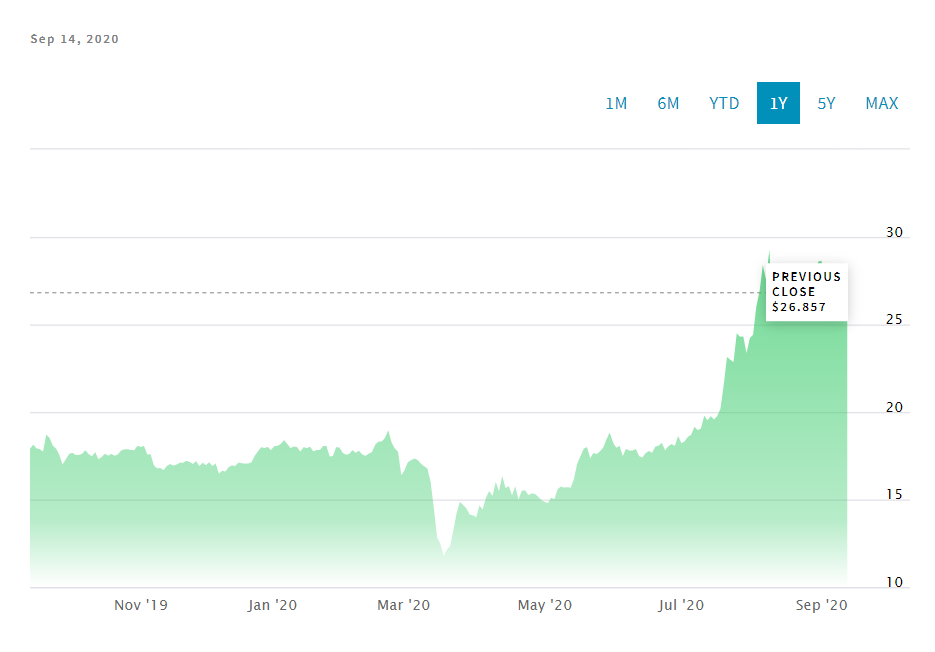 Sep 14, 2020
1M 6M YTD 1Y 5Y MAX
30
PREVIOUS
CLOSE
$26.857
25
20
15
10
Nov '19 Jan '20 Mar '20 May '20 Jul '20 Sep '20